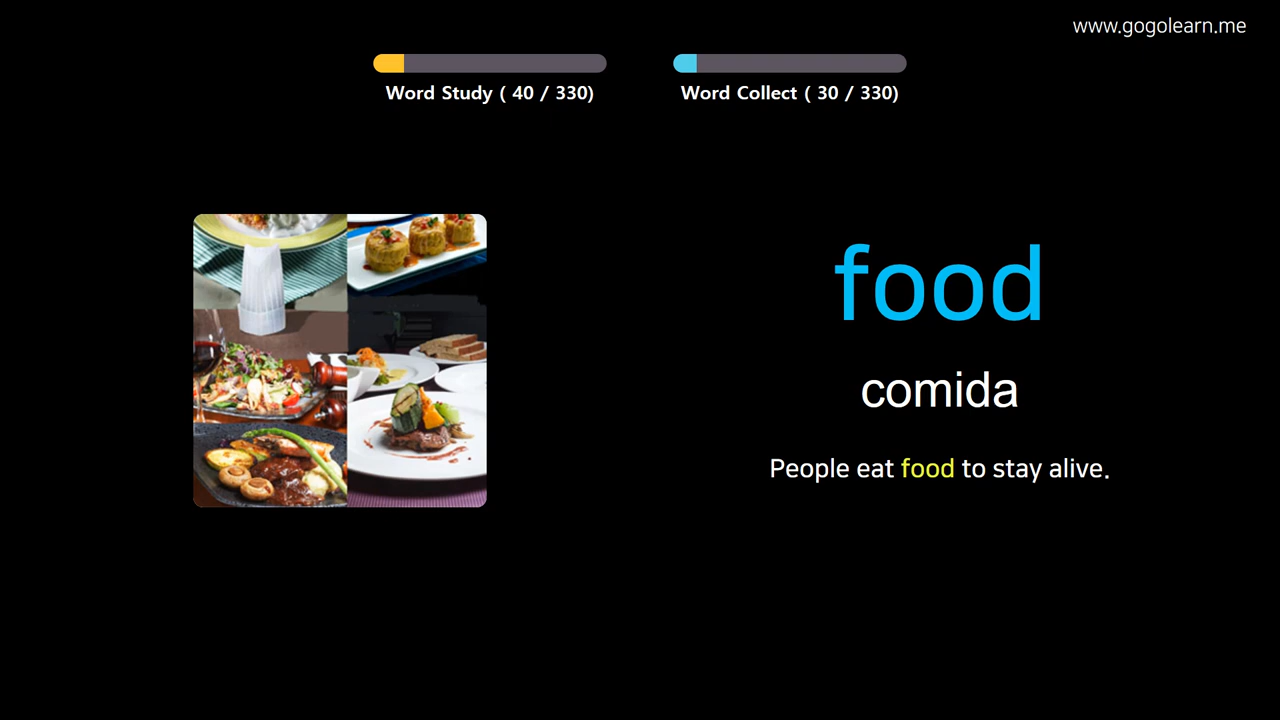 www.gogolearn.me
Word Study ( 40 / 330)
Word Collect ( 30 / 330)
food
comida
People eat food to stay alive.